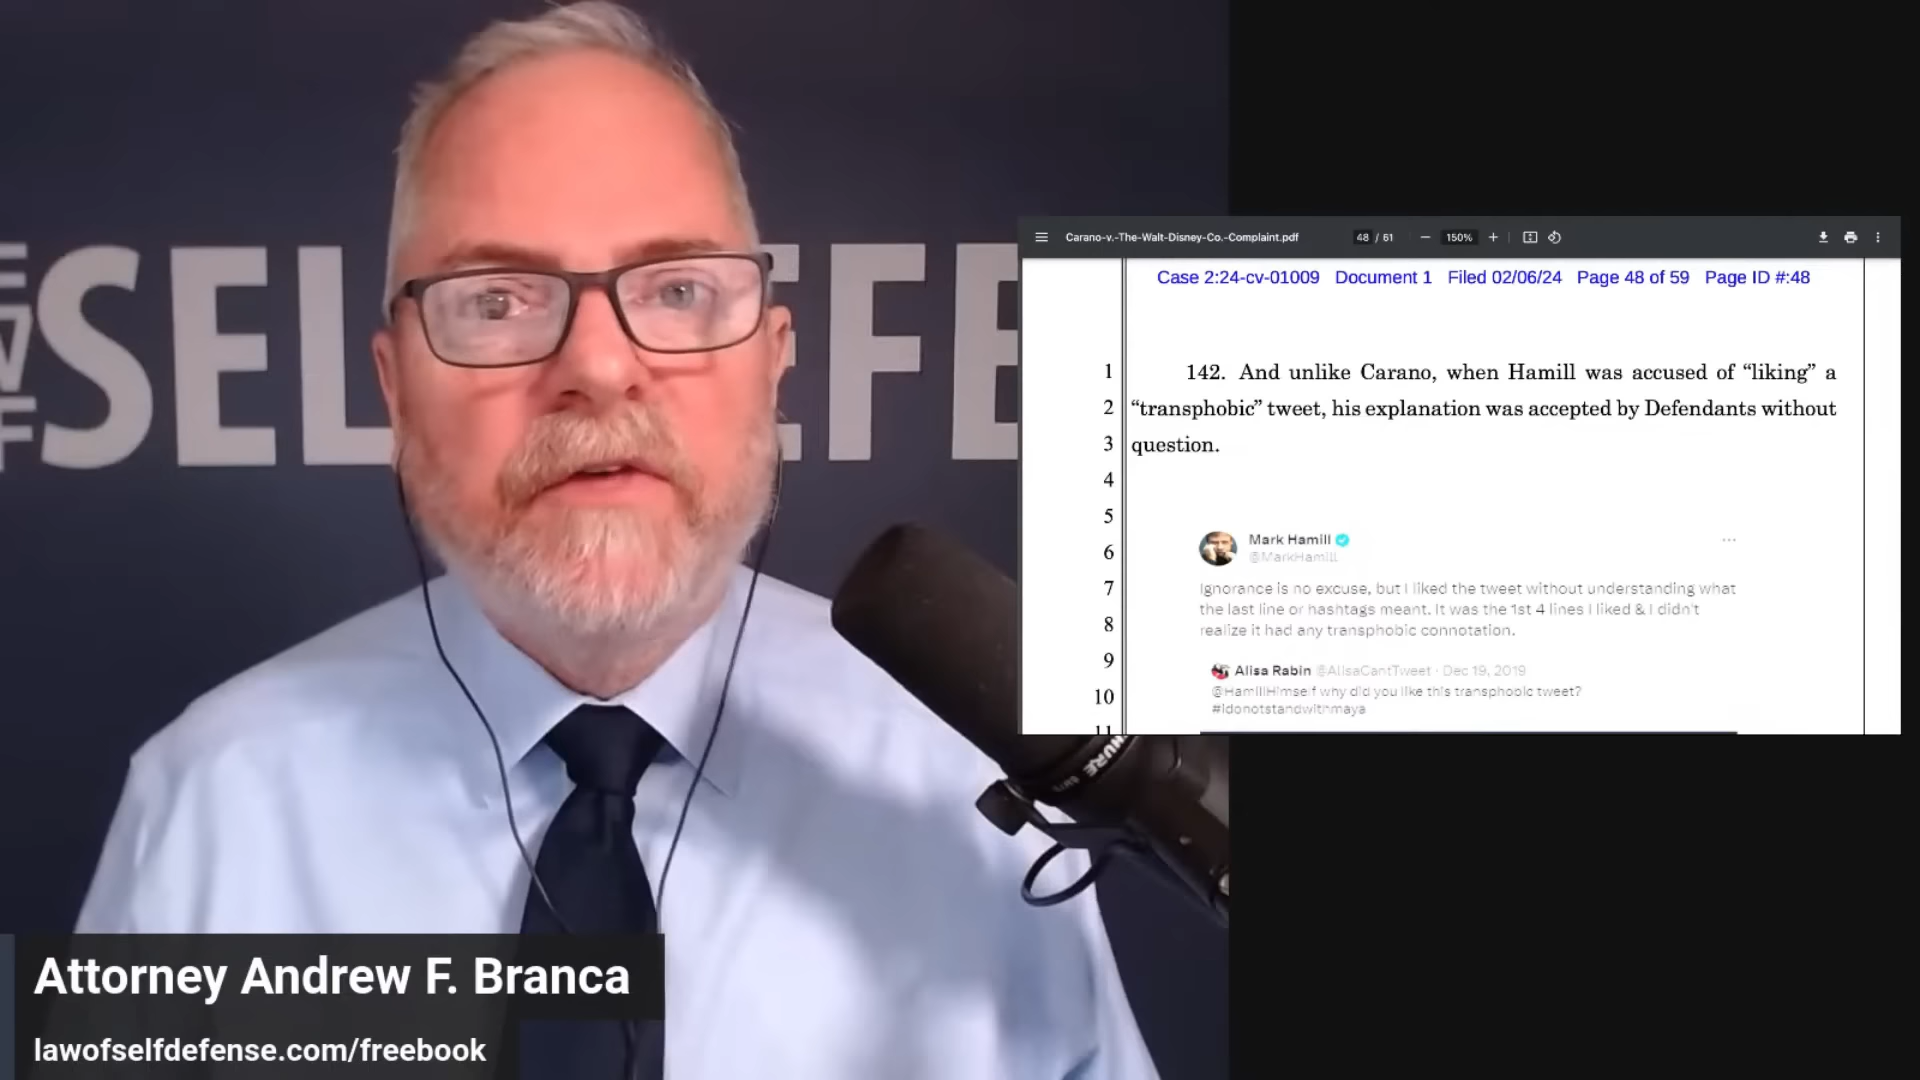 SEL
EFE
Attorney Andrew F. Branca
lawofselfdefense.com/freebook
SHURE
Carano-v.-The-Walt-Disney-Co.-Complaint.pdf 48 / 61 — 150% +
Case 2:24-cv-01009 Document 1 Filed 02/06/24 Page 48 of 59 Page ID #:48
1 142. And unlike Carano, when Hamill was accused of “liking” a
2 “transphobic” tweet, his explanation was accepted by Defendants without
3 question.
4
5
6 Mark Hamill
@MarkHamill
7 Ignorance is no excuse, but I liked the tweet without understanding what
the last line or hashtags meant. It was the 1st 4 lines I liked & I didn't
8 realize it had any transphobic connotation.
9 Alisa Rabin @AlisaCantTweet · Dec 19, 2019
10 @HamillHimself why did you like this transphobic tweet?
#Idonotstandwithmaya
11